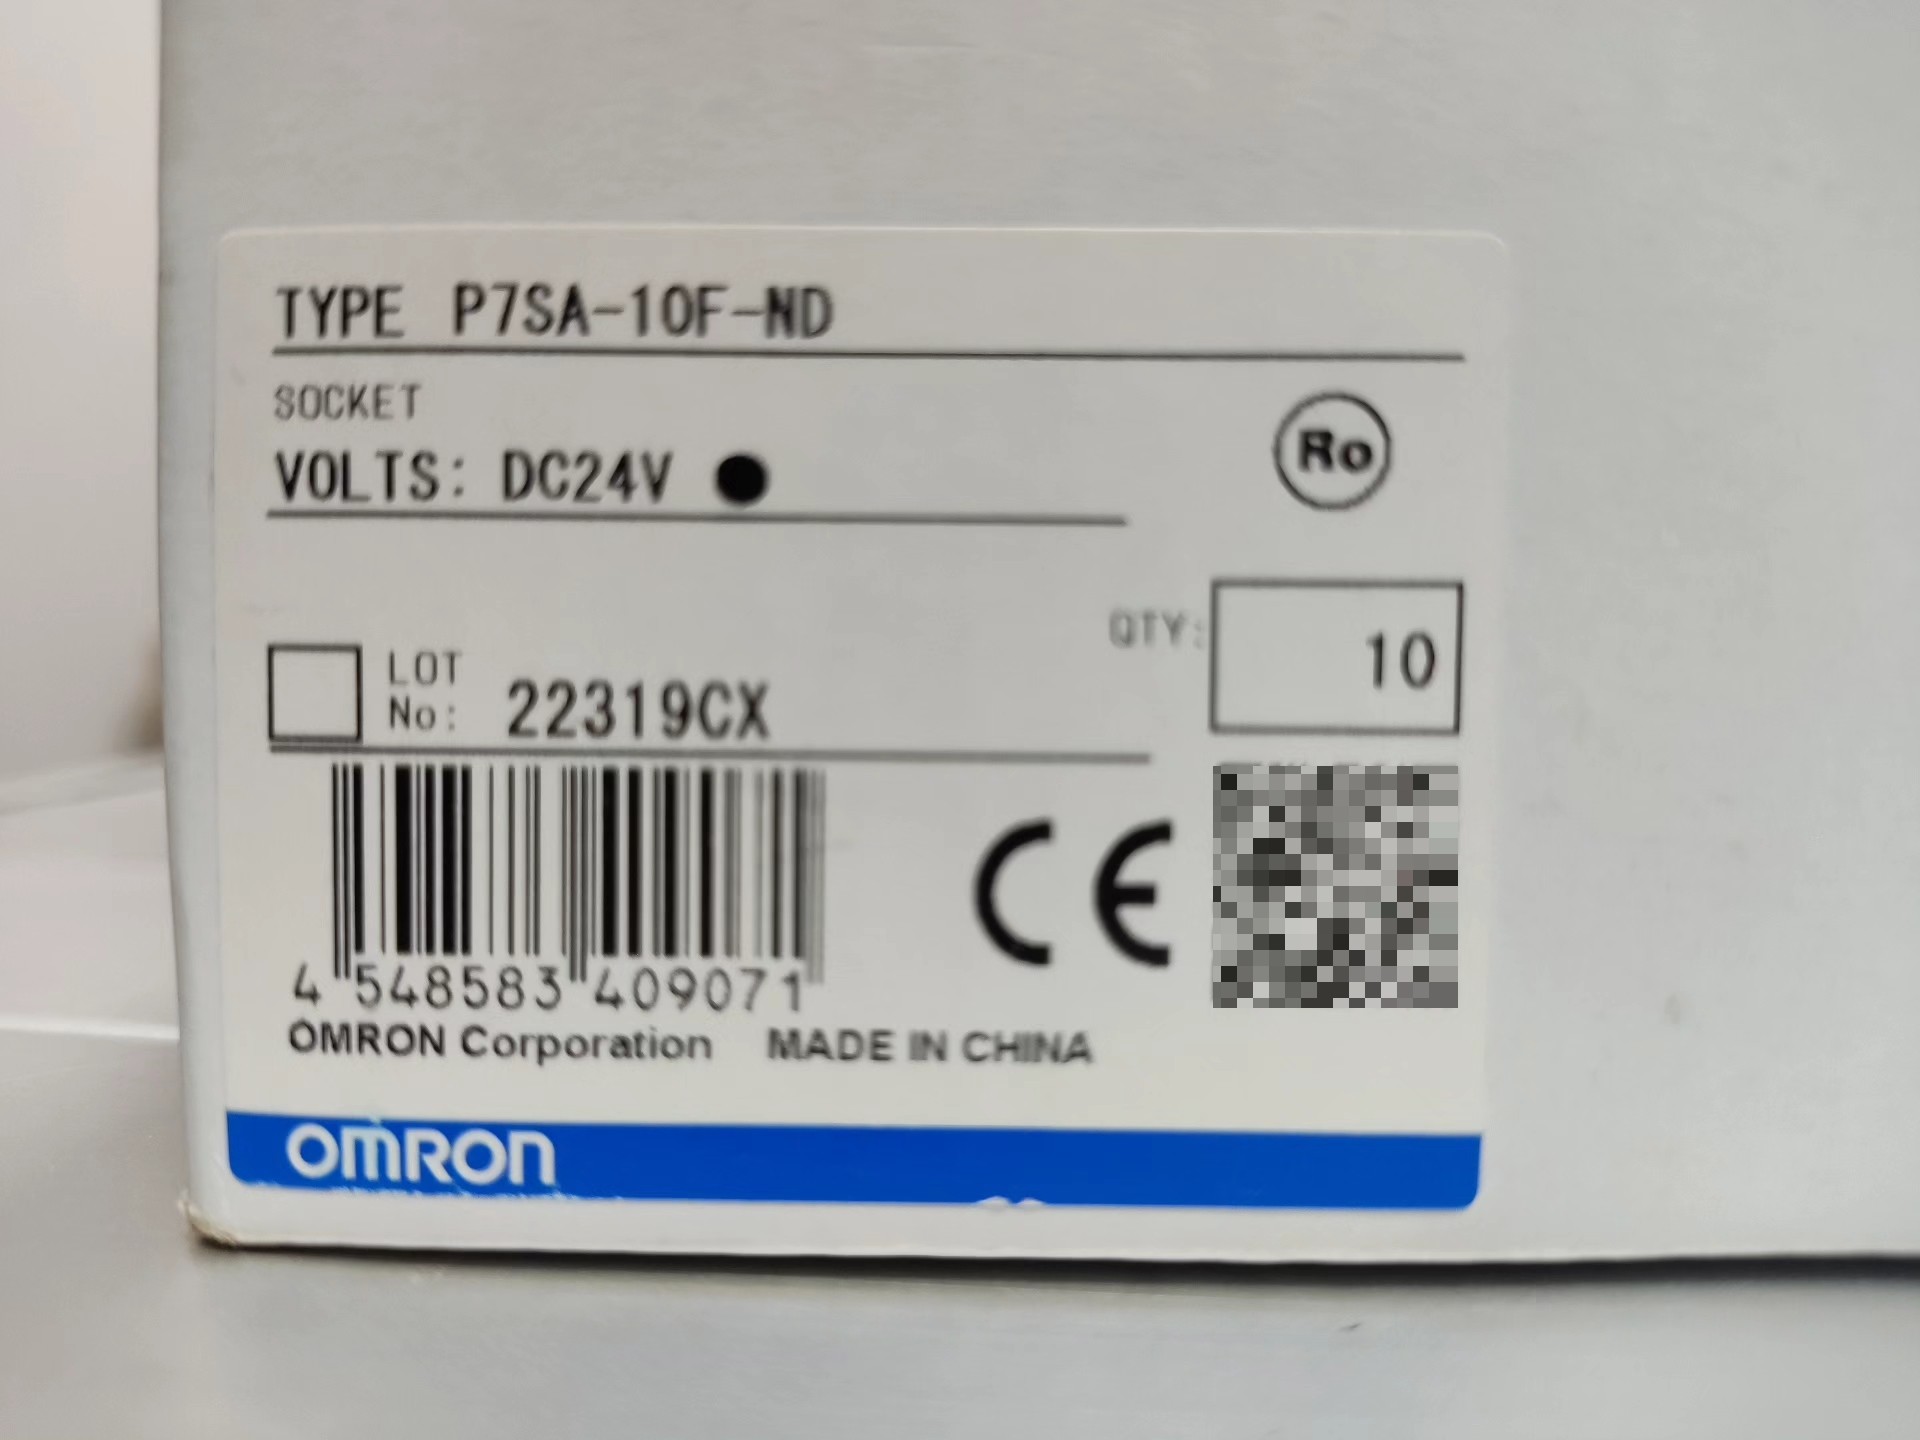 TYPE P7SA-10F-ND
SOCKET
Ro
VOLTS: DC24V ●
QTY: 10
LOT
No: 22319CX
CE
4 548583 409071
OMRON Corporation MADE IN CHINA
OMRON